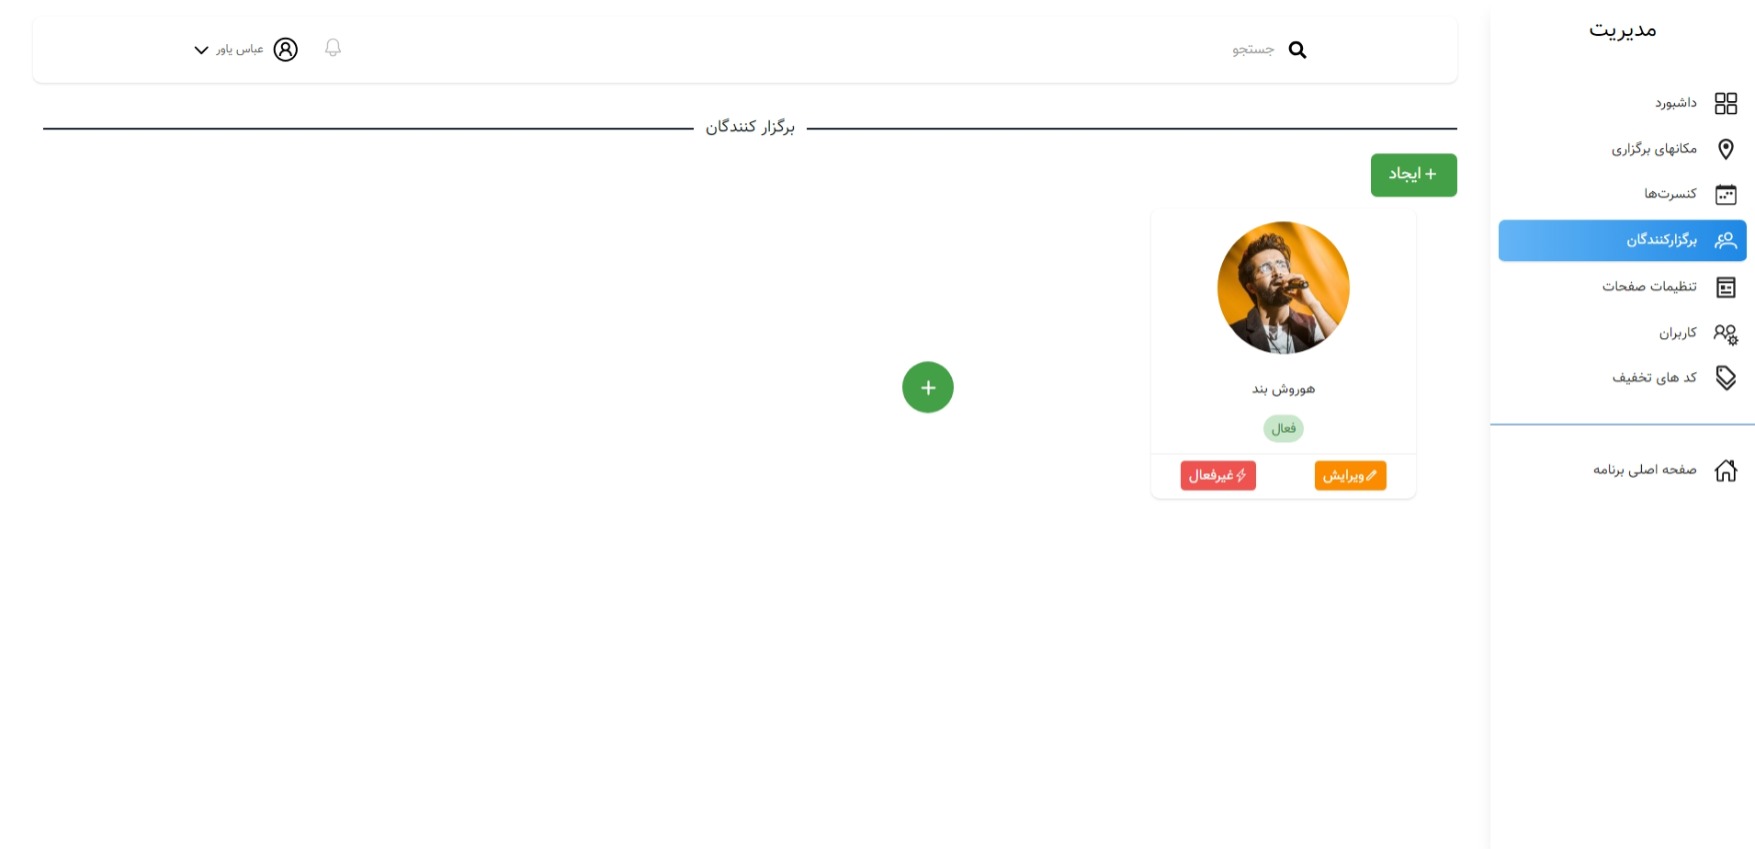 مدیریت
داشبورد
مکانهای برگزاری
کنسرت‌ها
برگزارکنندگان
تنظیمات صفحات
کاربران
کد های تخفیف
صفحه اصلی برنامه
جستجو
عباس یاور
برگزار کنندگان
+ ایجاد
هوروش بند
فعال
ویرایش
غیرفعال
+